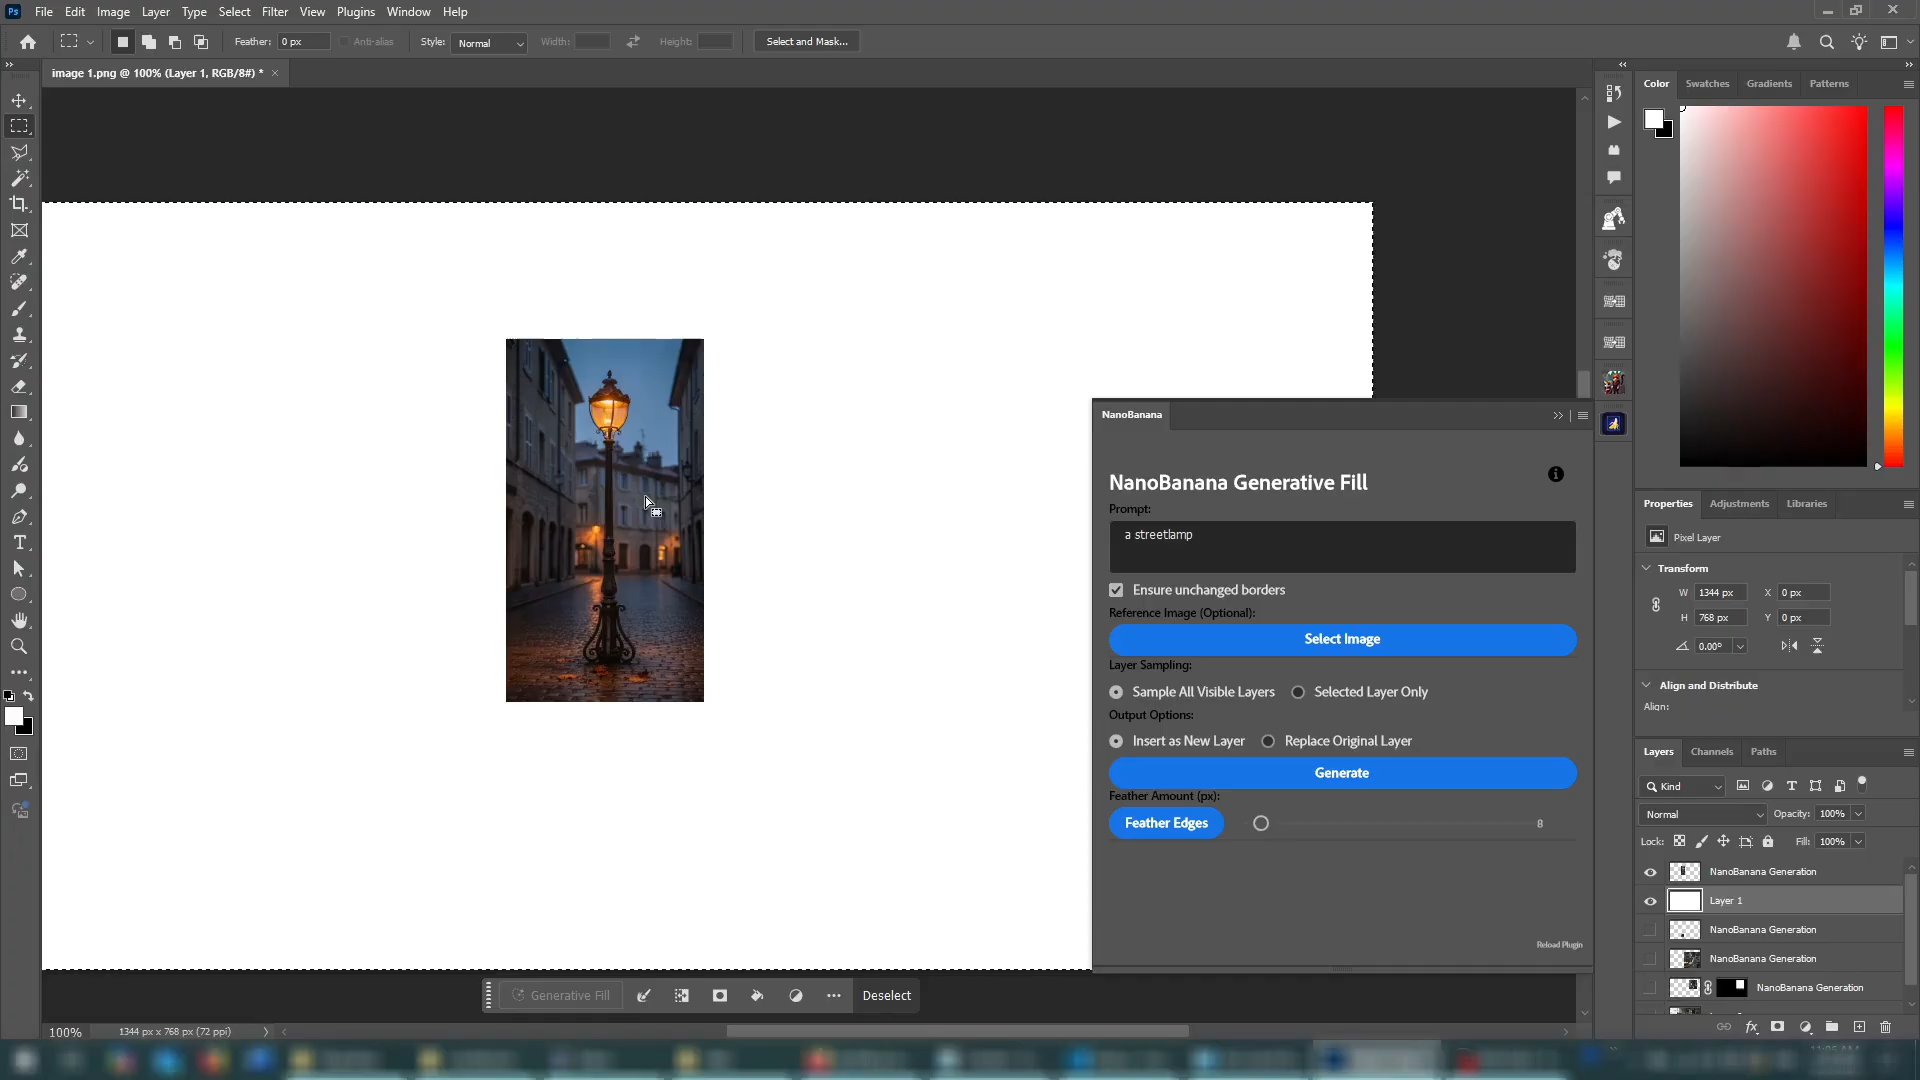 Ps File Edit Image Layer Type Select Filter View Plugins Window Help
Feather: 0 px Anti-alias Style: Normal Width: Height: Select and Mask...
image 1.png @ 100% (Layer 1, RGB/8#) *
Color Swatches Gradients Patterns
NanoBanana
NanoBanana Generative Fill
Prompt:
a streetlamp
Ensure unchanged borders
Reference Image (Optional):
Select Image
Layer Sampling:
Sample All Visible Layers Selected Layer Only
Output Options:
Insert as New Layer Replace Original Layer
Generate
Feather Amount (px):
Feather Edges 8
Reload Plugin
Properties Adjustments Libraries
Pixel Layer
Transform
W 1344 px X 0 px
H 768 px Y 0 px
0.00°
Align and Distribute
Align:
Layers Channels Paths
Kind
Normal Opacity: 100%
Lock: Fill: 100%
NanoBanana Generation
Layer 1
NanoBanana Generation
NanoBanana Generation
NanoBanana Generation
Generative Fill Deselect
100% 1344 px x 768 px (72 ppi)